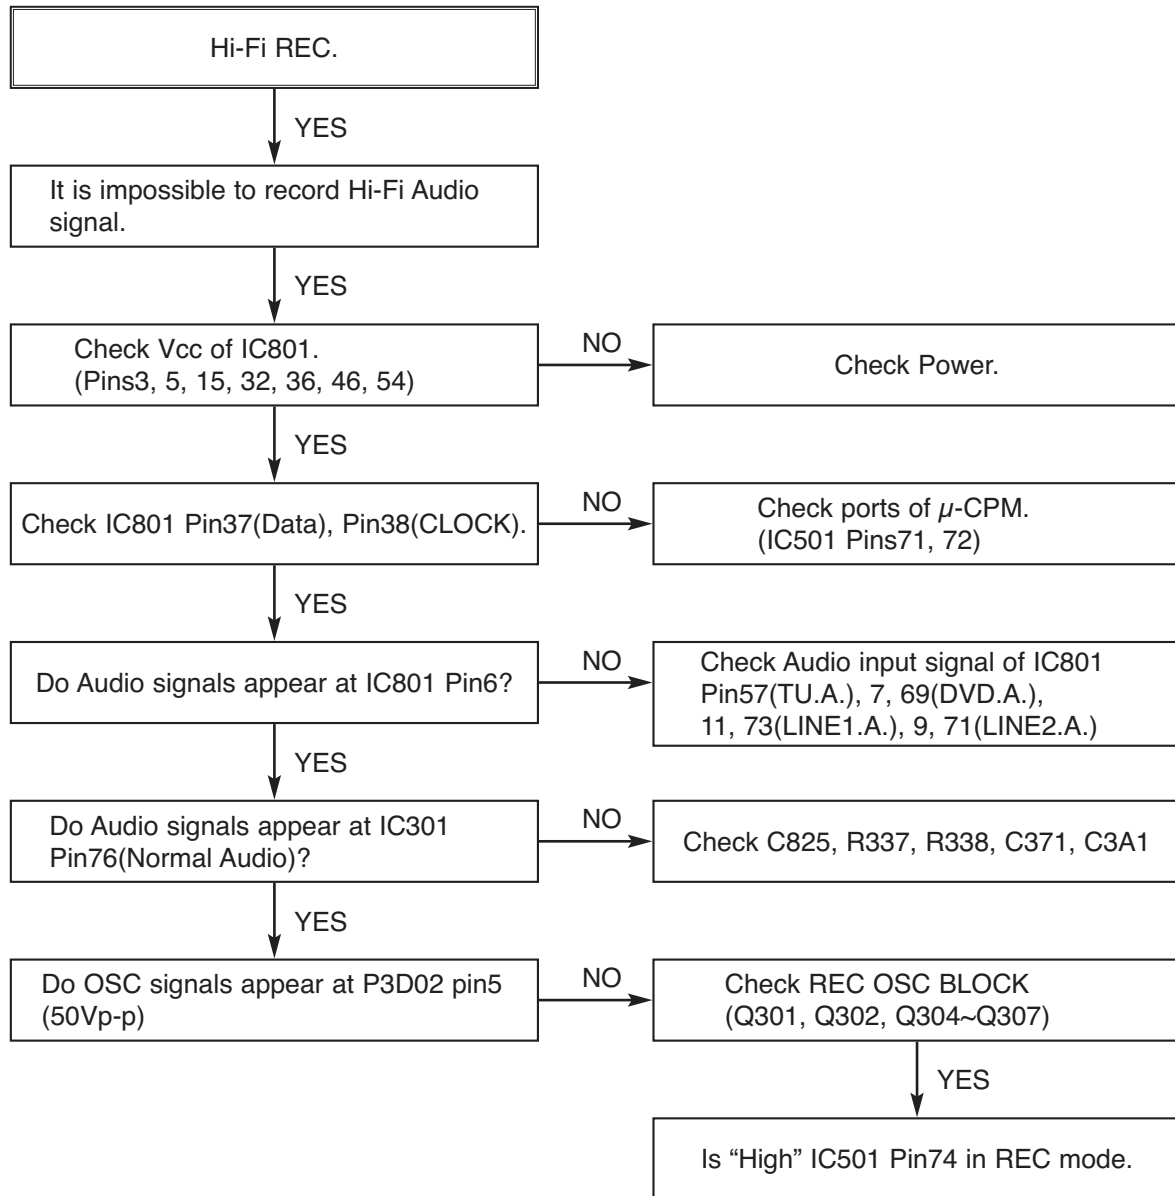 Hi-Fi REC.
YES
It is impossible to record Hi-Fi Audio
signal.
YES
Check Vcc of IC801.
(Pins3, 5, 15, 32, 36, 46, 54)
NO
Check Power.
YES
Check IC801 Pin37(Data), Pin38(CLOCK).
NO
Check ports of µ-CPM.
(IC501 Pins71, 72)
YES
Do Audio signals appear at IC801 Pin6?
NO
Check Audio input signal of IC801
Pin57(TU.A.), 7, 69(DVD.A.),
11, 73(LINE1.A.), 9, 71(LINE2.A.)
YES
Do Audio signals appear at IC301
Pin76(Normal Audio)?
NO
Check C825, R337, R338, C371, C3A1
YES
Do OSC signals appear at P3D02 pin5
(50Vp-p)
NO
Check REC OSC BLOCK
(Q301, Q302, Q304~Q307)
YES
Is “High” IC501 Pin74 in REC mode.